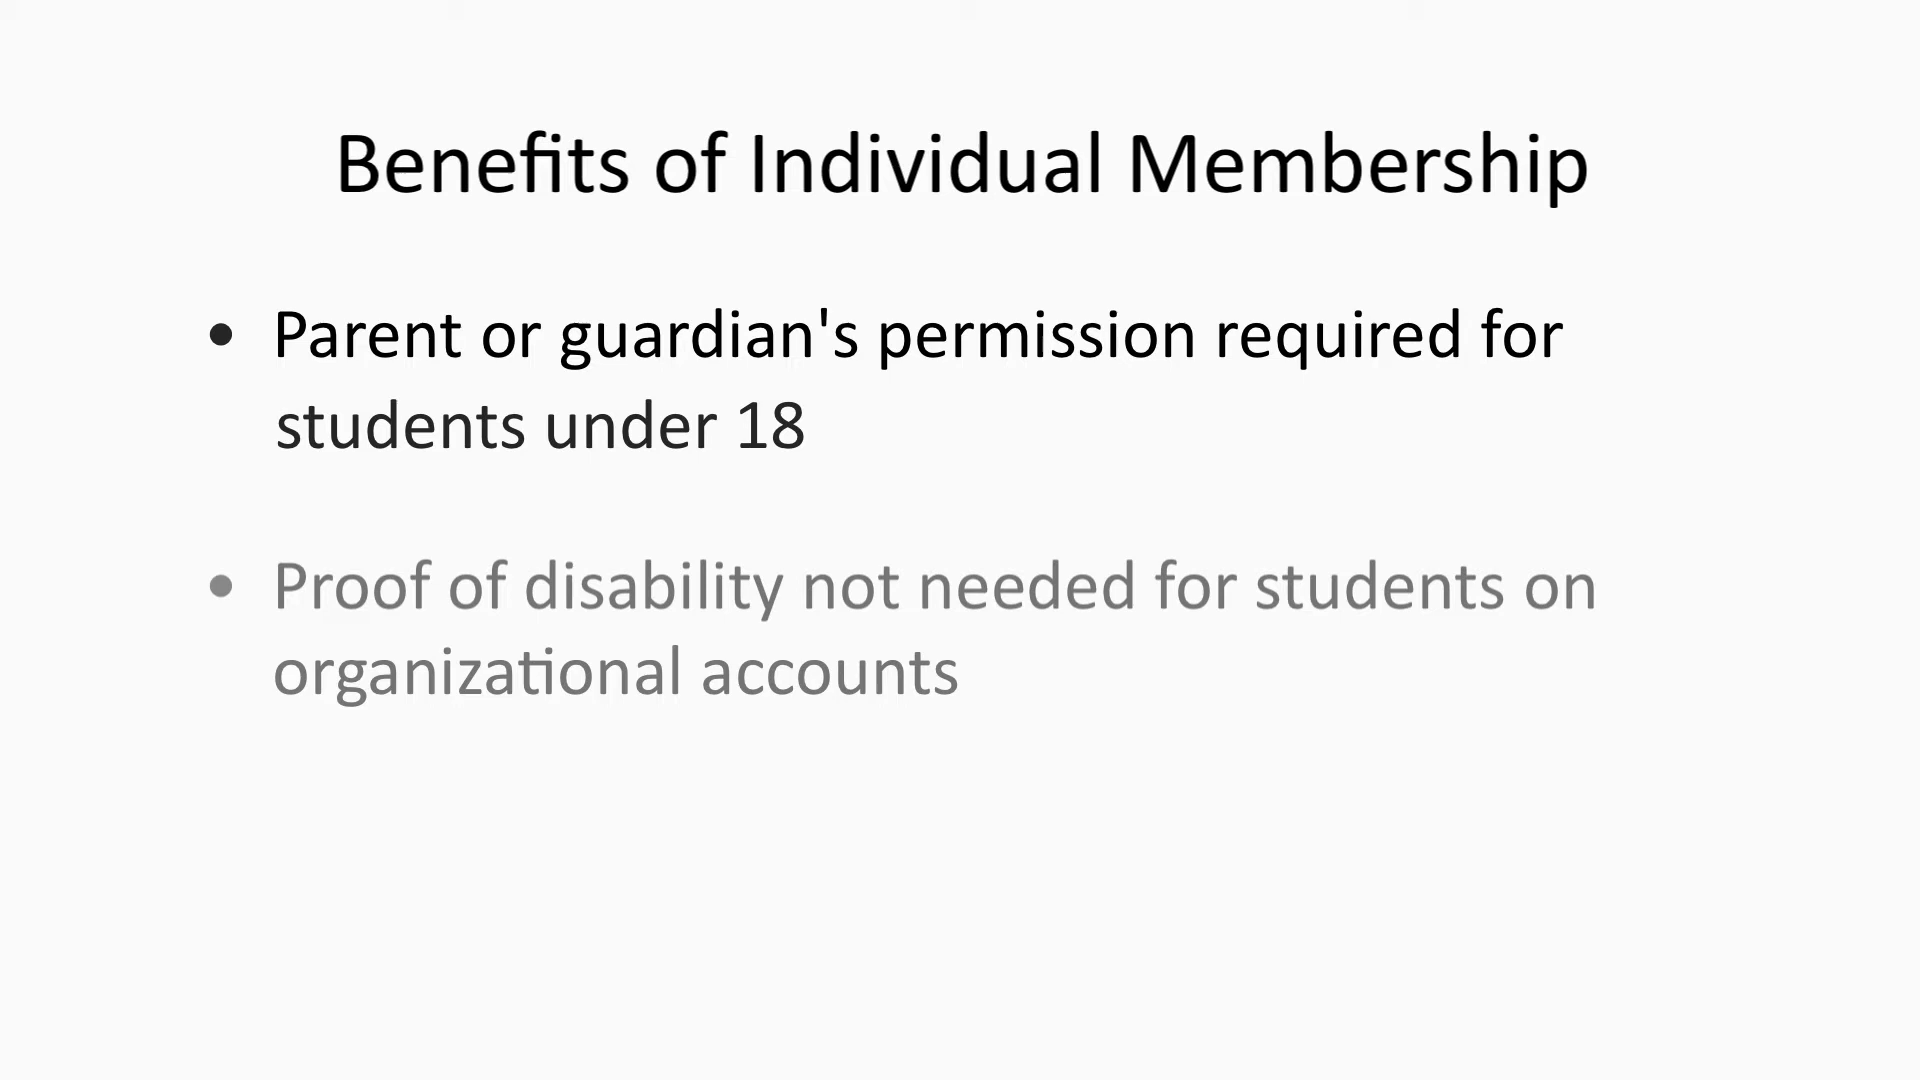 Benefits of Individual Membership
• Parent or guardian's permission required for
students under 18
• Proof of disability not needed for students on
organizational accounts